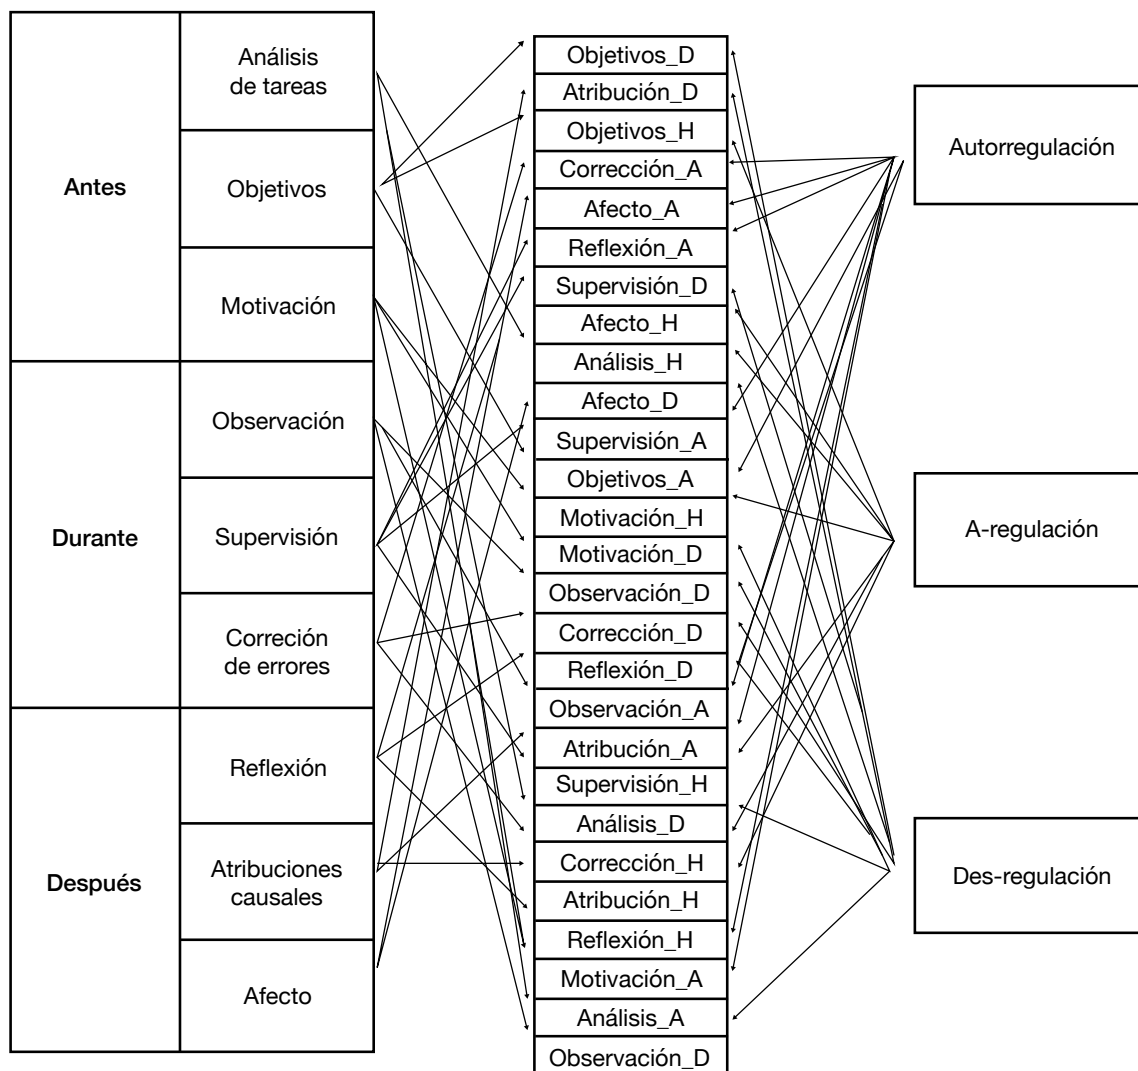 Antes
Análisis
de tareas
Objetivos
Motivación
Durante
Observación
Supervisión
Correción
de errores
Después
Reflexión
Atribuciones
causales
Afecto
Objetivos_D
Atribución_D
Objetivos_H
Corrección_A
Afecto_A
Reflexión_A
Supervisión_D
Afecto_H
Análisis_H
Afecto_D
Supervisión_A
Objetivos_A
Motivación_H
Motivación_D
Observación_D
Corrección_D
Reflexión_D
Observación_A
Atribución_A
Supervisión_H
Análisis_D
Corrección_H
Atribución_H
Reflexión_H
Motivación_A
Análisis_A
Observación_D
Autorregulación
A-regulación
Des-regulación